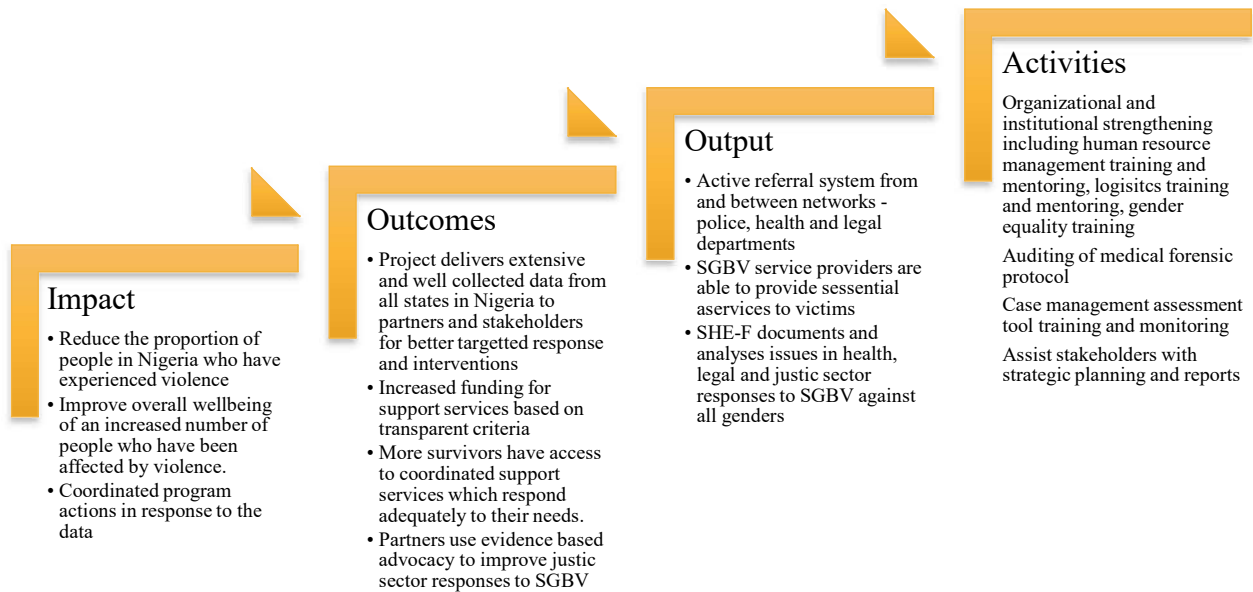 Impact
• Reduce the proportion of
people in Nigeria who have
experienced violence
• Improve overall wellbeing
of an increased number of
people who have been
affected by violence.
• Coordinated program
actions in response to the
data
Outcomes
• Project delivers extensive
and well collected data from
all states in Nigeria to
partners and stakeholders
for better targetted response
and interventions
• Increased funding for
support services based on
transparent criteria
• More survivors have access
to coordinated support
services which respond
adequately to their needs.
• Partners use evidence based
advocacy to improve justic
sector responses to SGBV
Output
• Active referral system from
and between networks -
police, health and legal
departments
• SGBV service providers are
able to provide sessential
aservices to victims
• SHE-F documents and
analyses issues in health,
legal and justic sector
responses to SGBV against
all genders
Activities
Organizational and
institutional strengthening
including human resource
management training and
mentoring, logisitcs training
and mentoring, gender
equality training
Auditing of medical forensic
protocol
Case management assessment
tool training and monitoring
Assist stakeholders with
strategic planning and reports